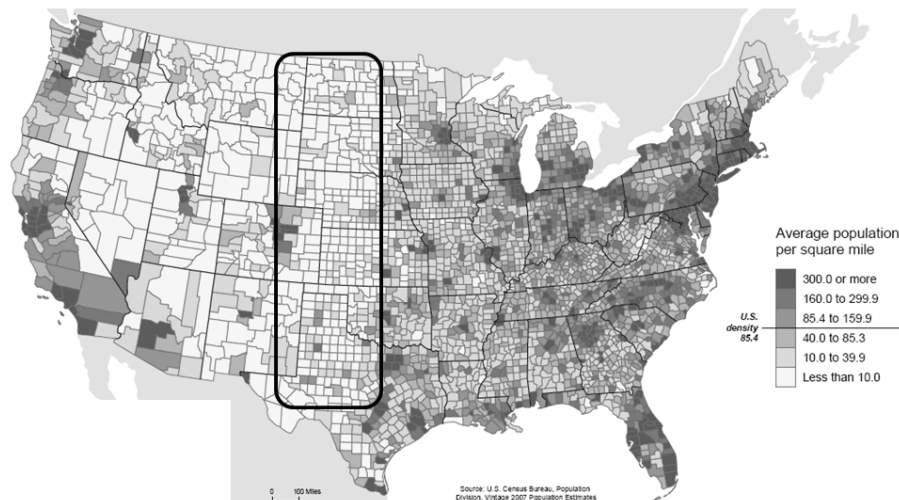 Average population
per square mile
300.0 or more
160.0 to 299.9
85.4 to 159.9
U.S.
density
85.4
40.0 to 85.3
10.0 to 39.9
Less than 10.0
0 100 Miles
Source: U.S. Census Bureau, Population
Division, Vintage 2007 Population Estimates